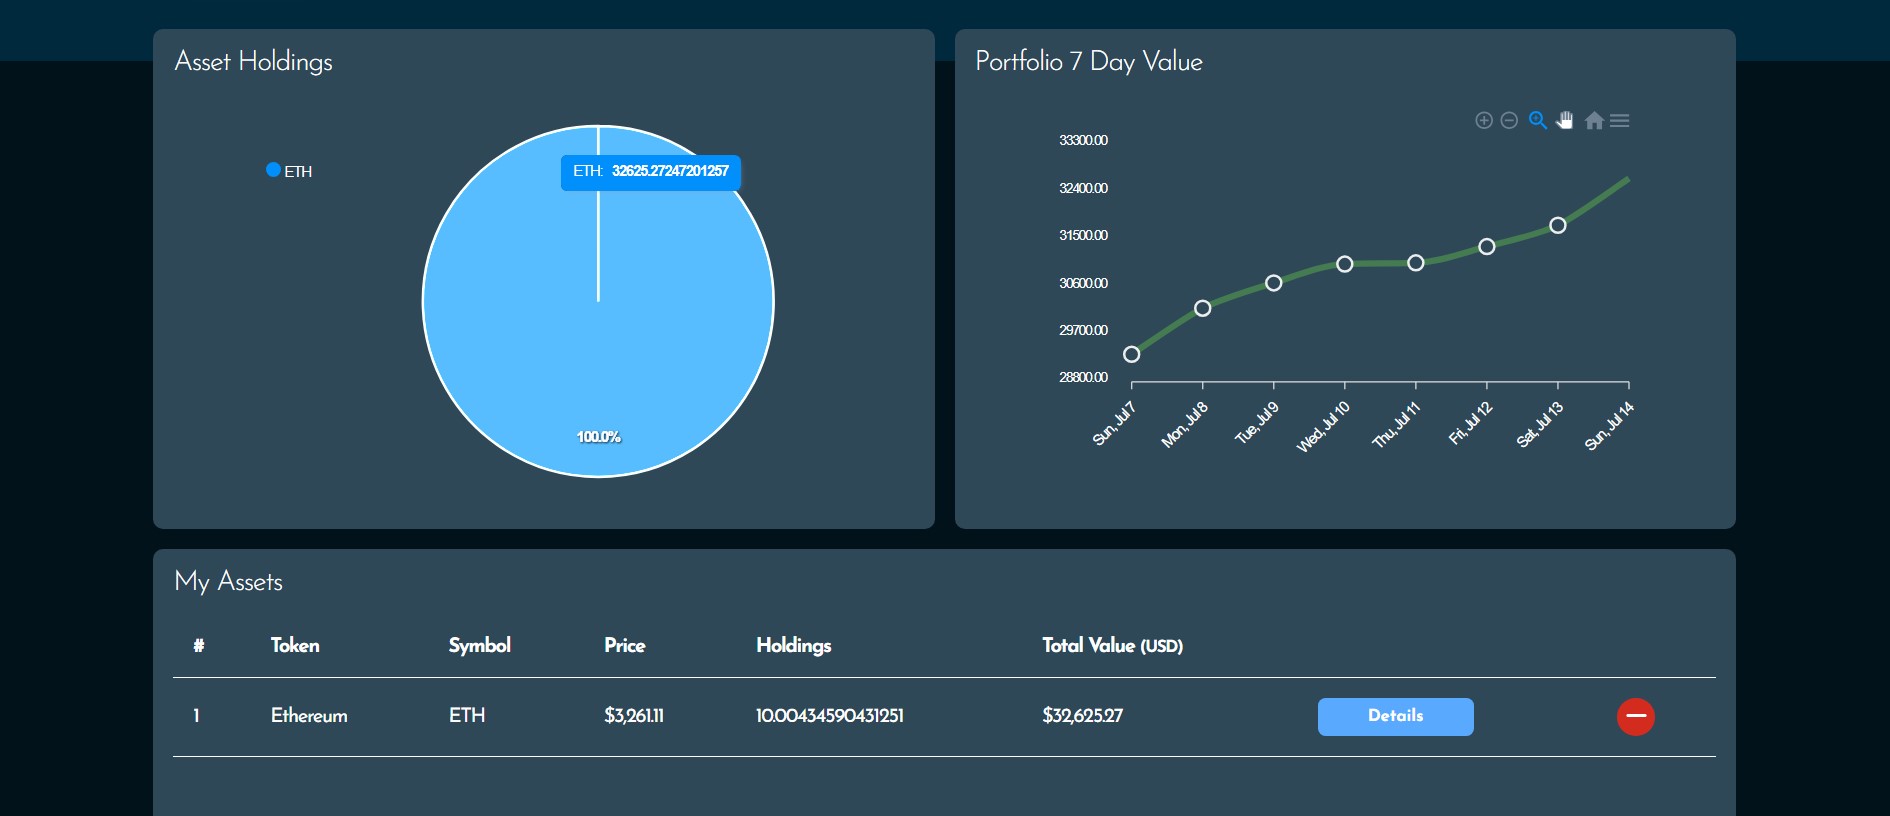 Asset Holdings
ETH
ETH: 32625.27247201257
100.0%
Portfolio 7 Day Value
33300.00
32400.00
31500.00
30600.00
29700.00
28800.00
Sun, Jul 7
Mon, Jul 8
Tue, Jul 9
Wed, Jul 10
Thu, Jul 11
Fri, Jul 12
Sat, Jul 13
Sun, Jul 14
My Assets
# Token Symbol Price Holdings Total Value (USD)
1 Ethereum ETH $3,261.11 10.00434590431251 $32,625.27 Details